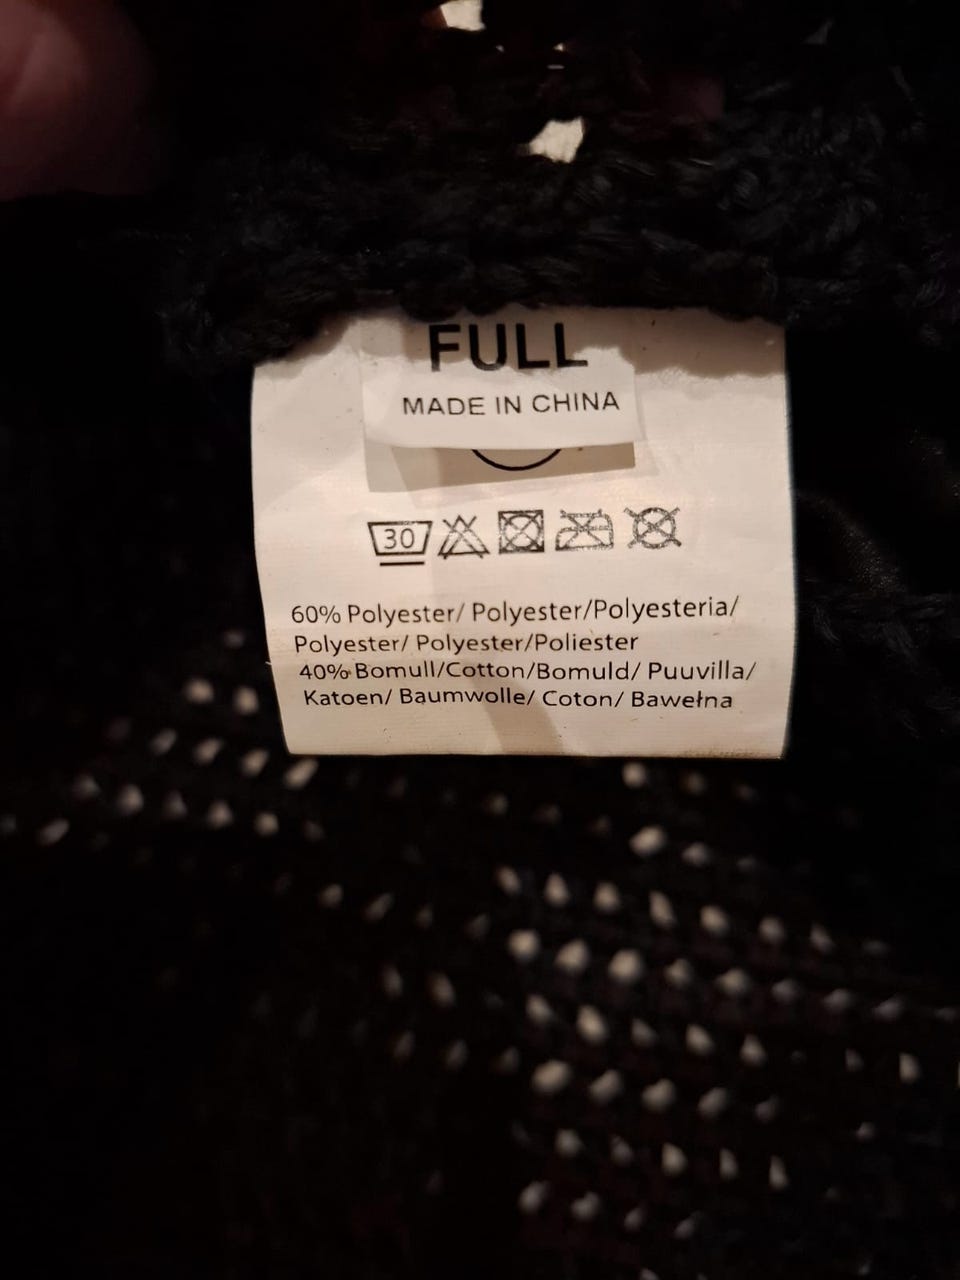 FULL
MADE IN CHINA
30
60% Polyester/ Polyester/Polyesteria/
Polyester/ Polyester/Poliester
40% Bomull/Cotton/Bomuld/ Puuvilla/
Katoen/ Baumwolle/ Coton/ Bawełna